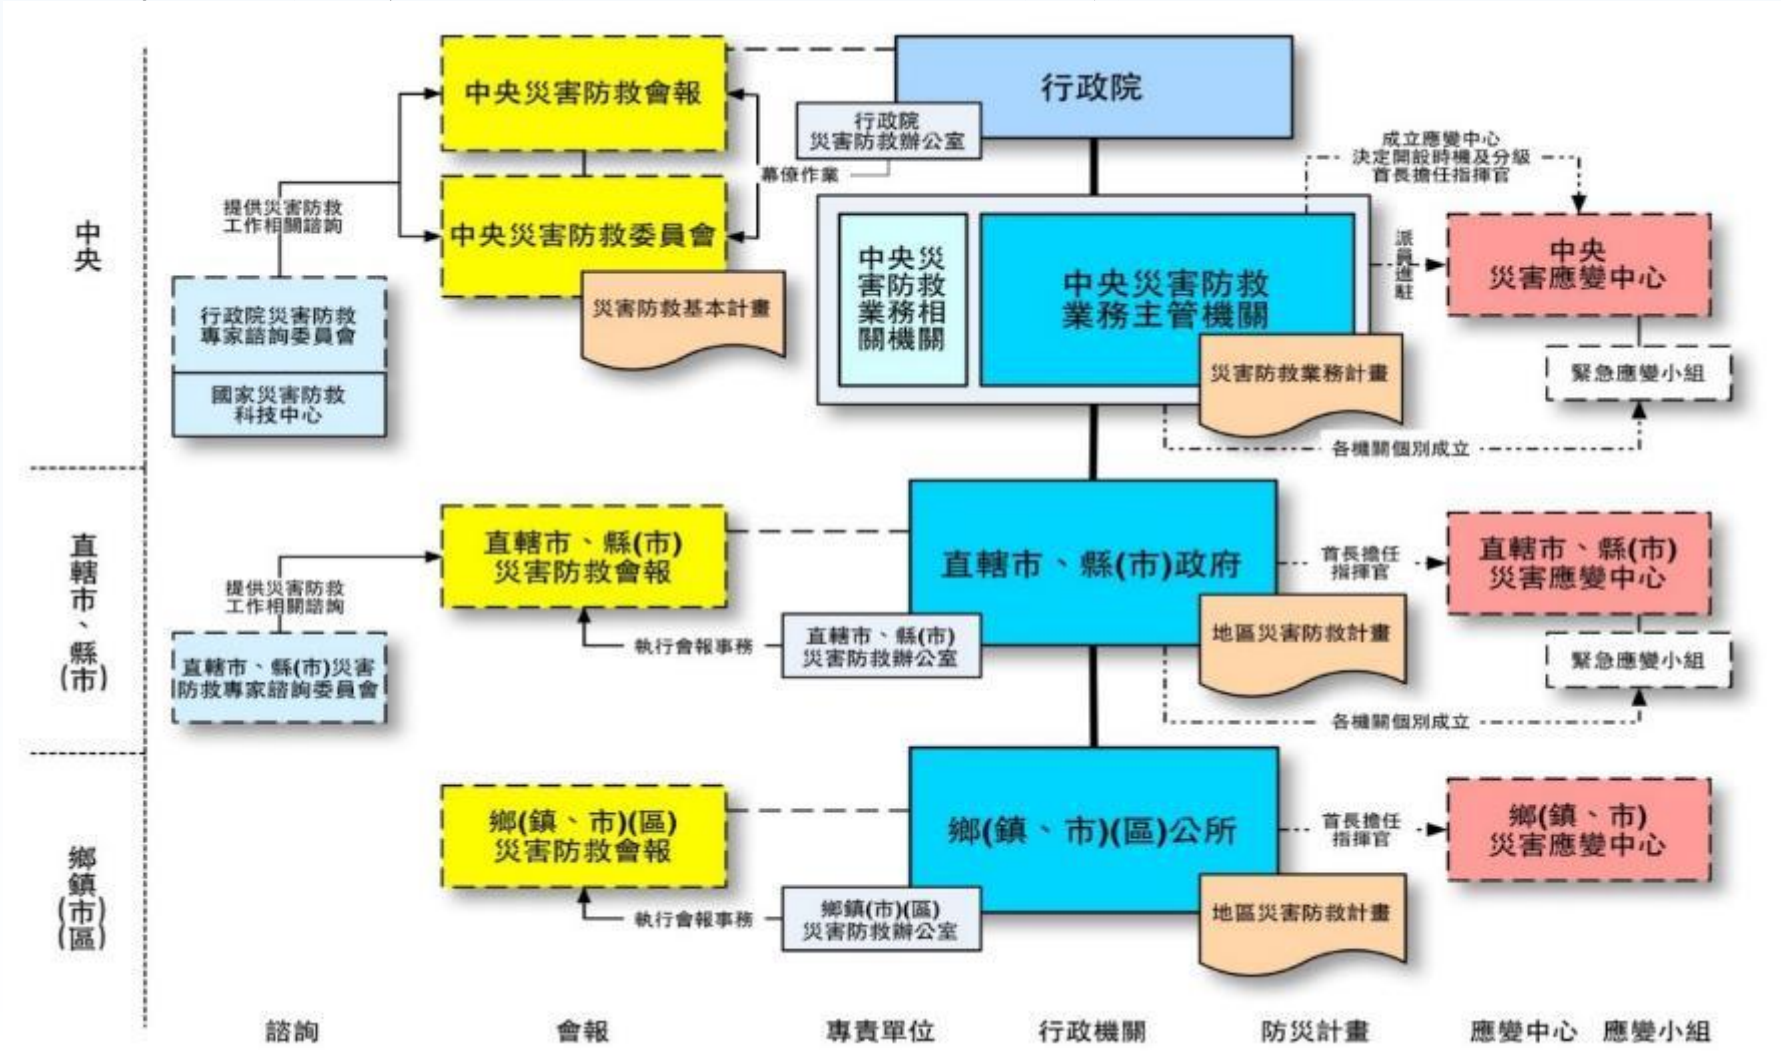 中央災害防救會報
行政院
行政院
災害防救辦公室
幕僚作業
成立應變中心
決定開設時機及分級
首長擔任指揮官
提供災害防救
工作相關諮詢
中央災害防救委員會
災害防救基本計畫
中央
行政院災害防救
專家諮詢委員會
國家災害防救
科技中心
中央災
害防救
業務相
關機關
中央災害防救
業務主管機關
災害防救業務計畫
派員進駐
中央
災害應變中心
緊急應變小組
各機關個別成立
直轄市、縣(市)
直轄市、縣(市)
災害防救會報
直轄市、縣(市)政府
首長擔任
指揮官
直轄市、縣(市)
災害應變中心
提供災害防救
工作相關諮詢
直轄市、縣(市)災害
防救專家諮詢委員會
執行會報事務
直轄市、縣(市)
災害防救辦公室
地區災害防救計畫
緊急應變小組
各機關個別成立
鄉鎮(市)(區)
鄉(鎮、市)(區)
災害防救會報
鄉(鎮、市)(區)公所
首長擔任
指揮官
鄉(鎮、市)
災害應變中心
執行會報事務
鄉鎮(市)(區)
災害防救辦公室
地區災害防救計畫
諮詢
會報
專責單位
行政機關
防災計畫
應變中心
應變小組